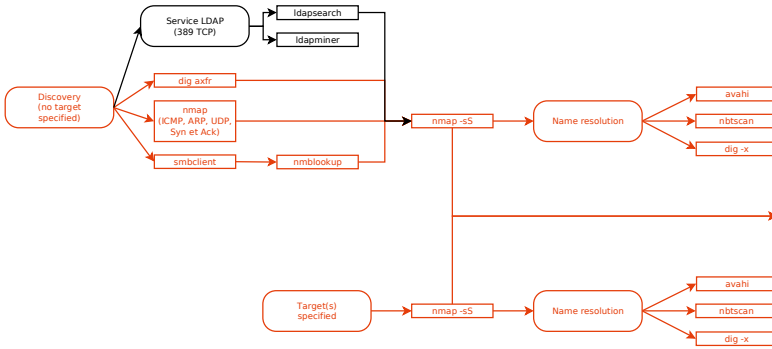 Service LDAP
(389 TCP)
ldapsearch
ldapminer
Discovery
(no target
specified)
dig axfr
nmap
(ICMP, ARP, UDP,
Syn et Ack)
smbclient
nmblookup
nmap -sS
Name resolution
avahi
nbtscan
dig -x
Target(s)
specified
nmap -sS
Name resolution
avahi
nbtscan
dig -x